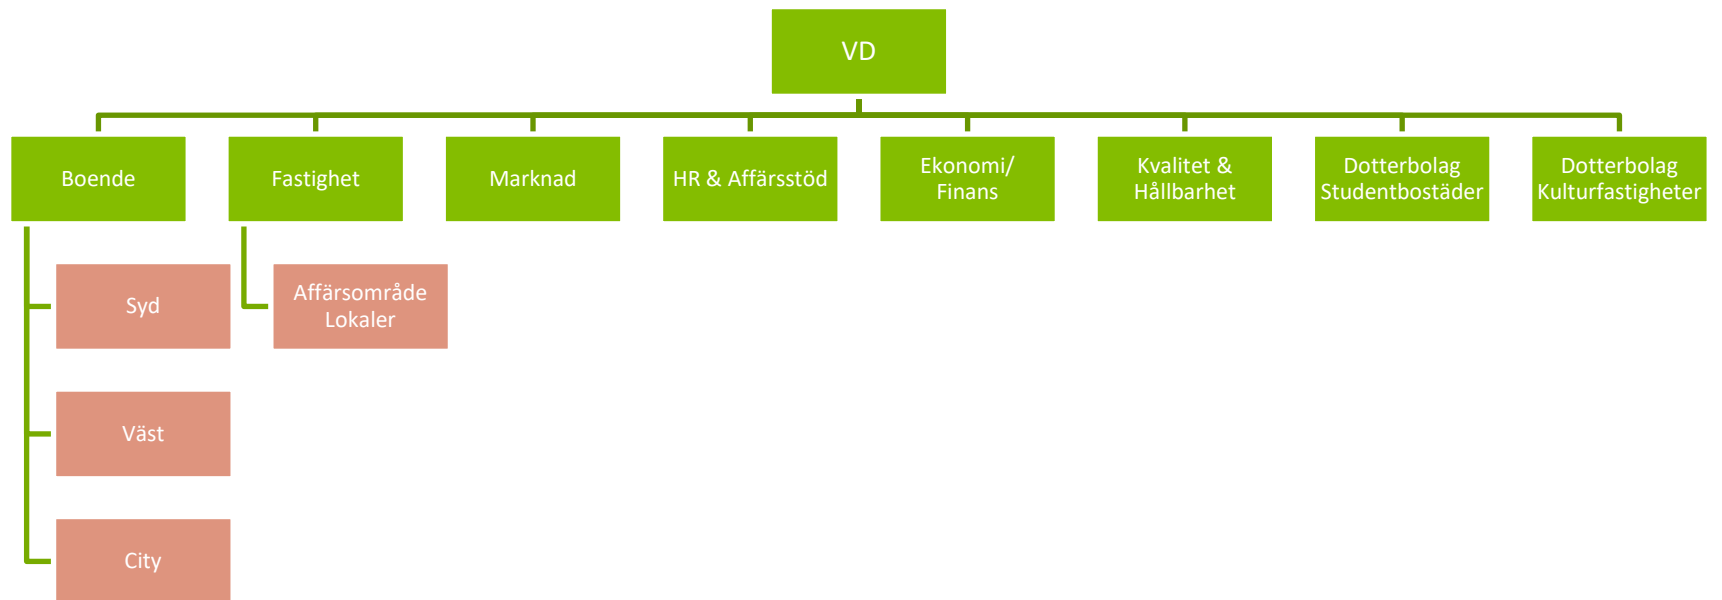 VD
Boende
Fastighet
Marknad
HR & Affärsstöd
Ekonomi/
Finans
Kvalitet &
Hållbarhet
Dotterbolag
Studentbostäder
Dotterbolag
Kulturfastigheter
Syd
Affärsområde
Lokaler
Väst
City